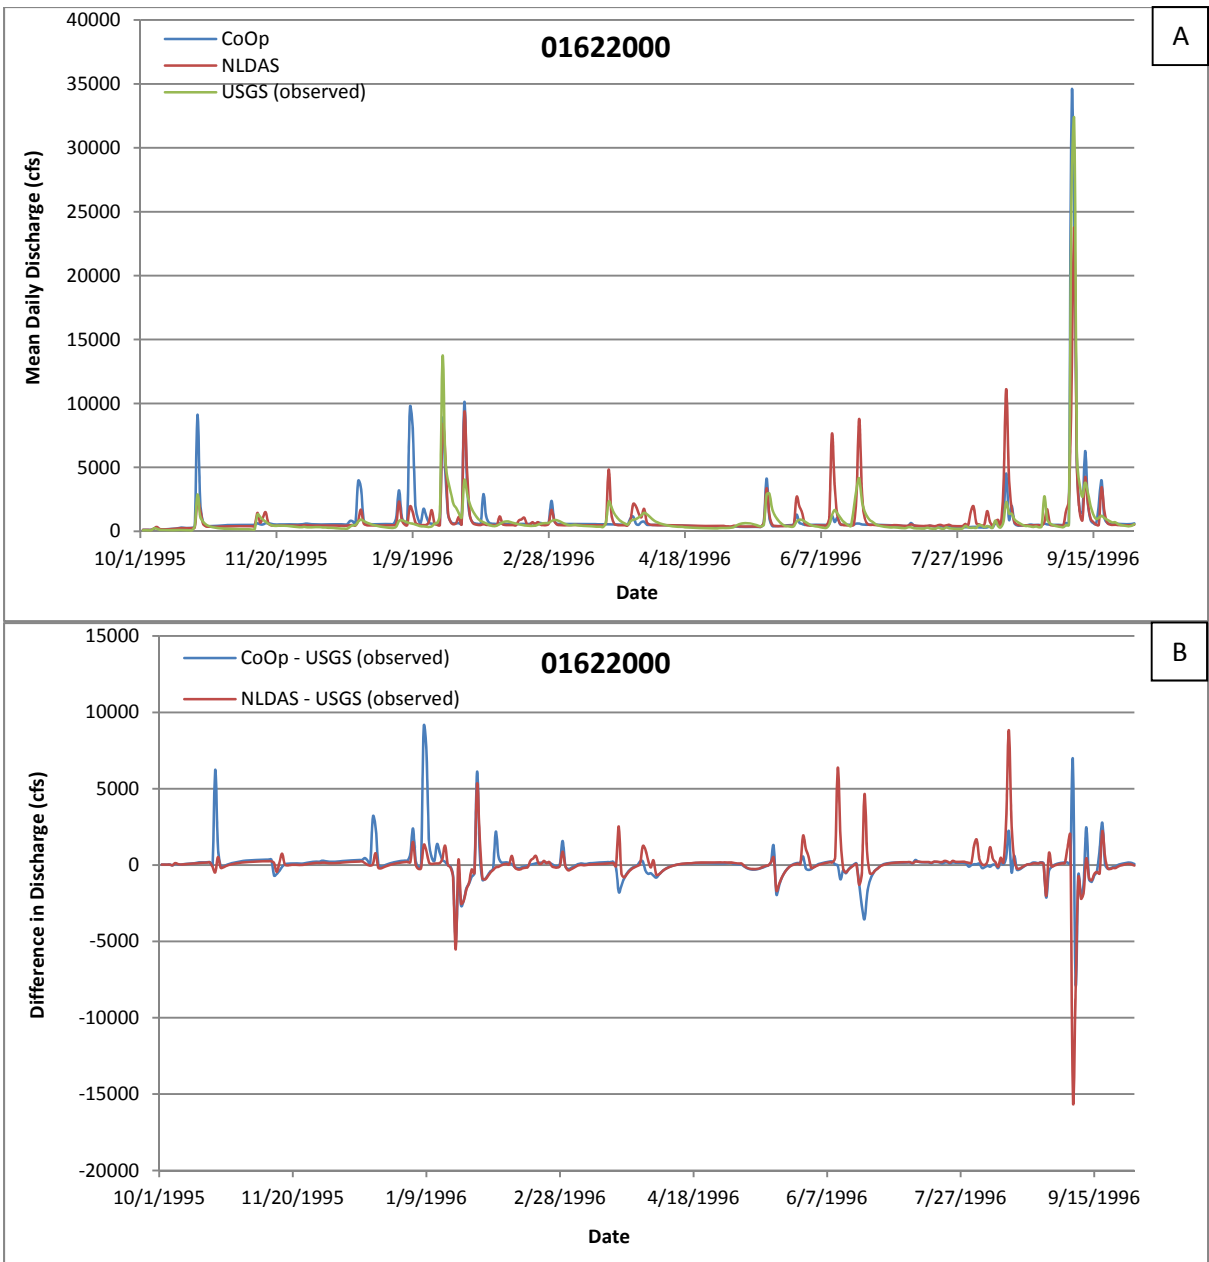 A
01622000
CoOp
NLDAS
USGS (observed)
Mean Daily Discharge (cfs)
40000
35000
30000
25000
20000
15000
10000
5000
0
10/1/1995 11/20/1995 1/9/1996 2/28/1996 4/18/1996 6/7/1996 7/27/1996 9/15/1996
Date
B
01622000
CoOp - USGS (observed)
NLDAS - USGS (observed)
Difference in Discharge (cfs)
15000
10000
5000
0
-5000
-10000
-15000
-20000
10/1/1995 11/20/1995 1/9/1996 2/28/1996 4/18/1996 6/7/1996 7/27/1996 9/15/1996
Date